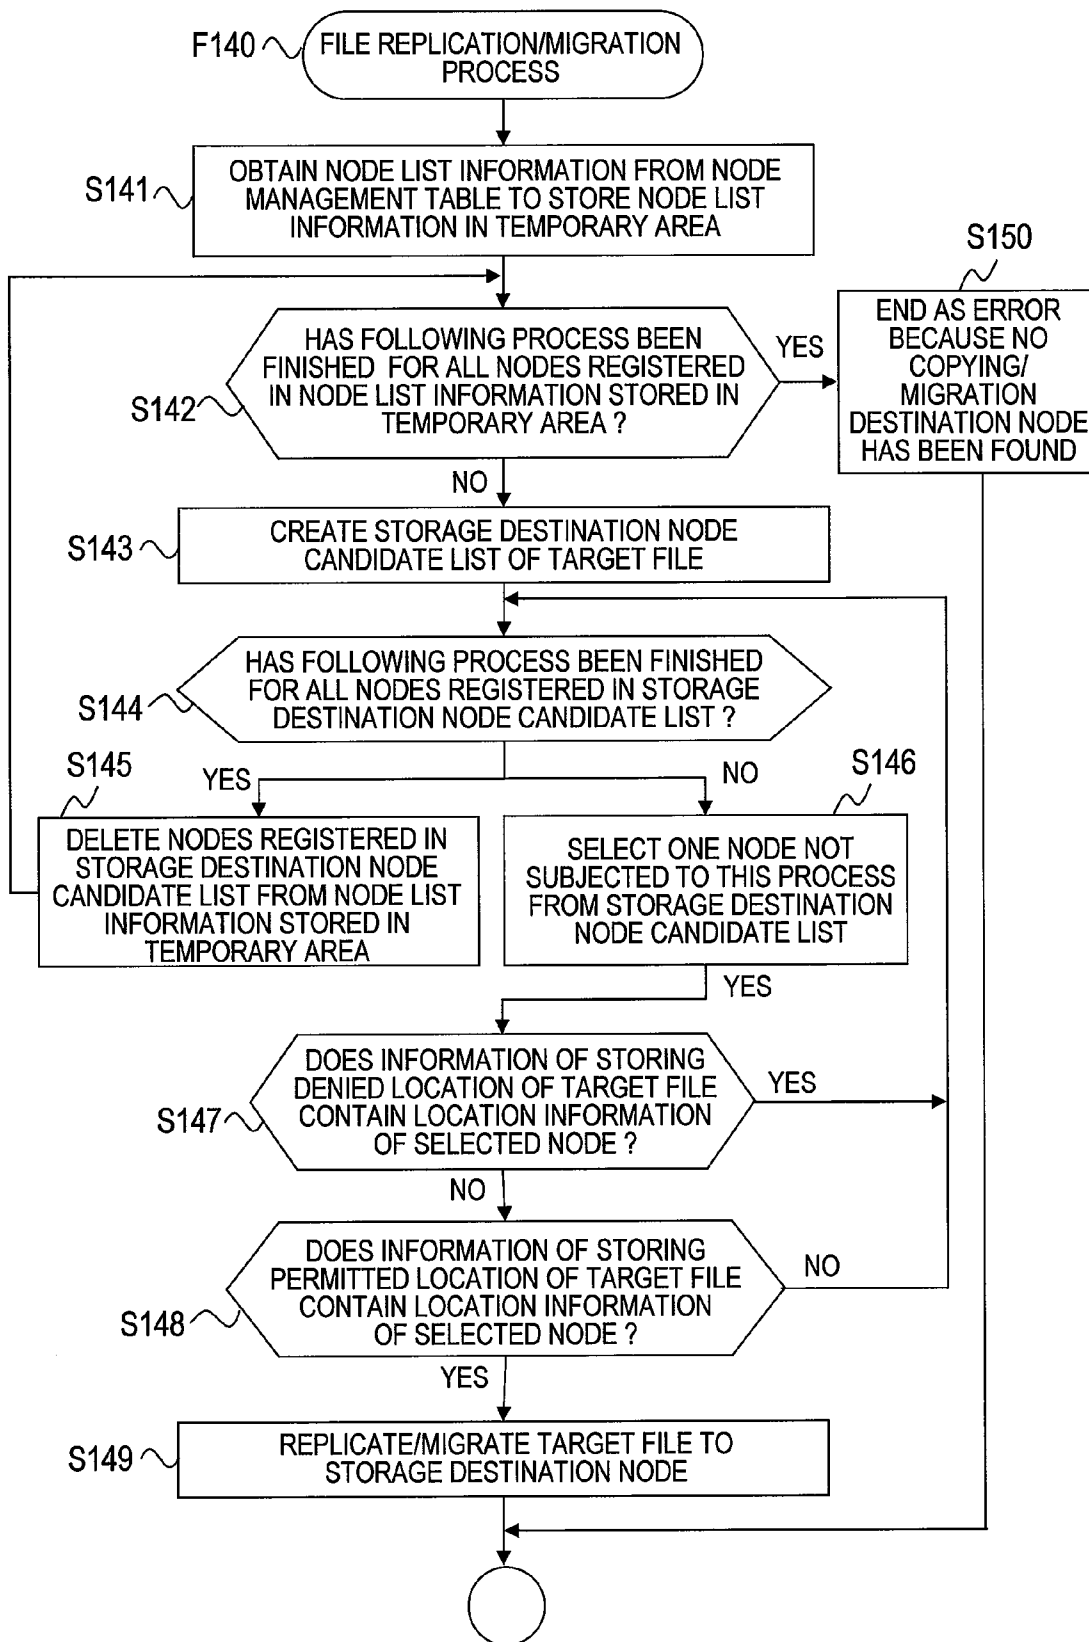 F140
FILE REPLICATION/MIGRATION
PROCESS
S141
OBTAIN NODE LIST INFORMATION FROM NODE
MANAGEMENT TABLE TO STORE NODE LIST
INFORMATION IN TEMPORARY AREA
S150
END AS ERROR
BECAUSE NO
COPYING/
MIGRATION
DESTINATION NODE
HAS BEEN FOUND
S142
HAS FOLLOWING PROCESS BEEN
FINISHED FOR ALL NODES REGISTERED
IN NODE LIST INFORMATION STORED IN
TEMPORARY AREA ?
YES
NO
S143
CREATE STORAGE DESTINATION NODE
CANDIDATE LIST OF TARGET FILE
S144
HAS FOLLOWING PROCESS BEEN FINISHED
FOR ALL NODES REGISTERED IN STORAGE
DESTINATION NODE CANDIDATE LIST ?
YES
NO
S145
DELETE NODES REGISTERED IN
STORAGE DESTINATION NODE
CANDIDATE LIST FROM NODE LIST
INFORMATION STORED IN
TEMPORARY AREA
S146
SELECT ONE NODE NOT
SUBJECTED TO THIS PROCESS
FROM STORAGE DESTINATION
NODE CANDIDATE LIST
YES
S147
DOES INFORMATION OF STORING
DENIED LOCATION OF TARGET FILE
CONTAIN LOCATION INFORMATION
OF SELECTED NODE ?
YES
NO
S148
DOES INFORMATION OF STORING
PERMITTED LOCATION OF TARGET FILE
CONTAIN LOCATION INFORMATION
OF SELECTED NODE ?
NO
YES
S149
REPLICATE/MIGRATE TARGET FILE TO
STORAGE DESTINATION NODE